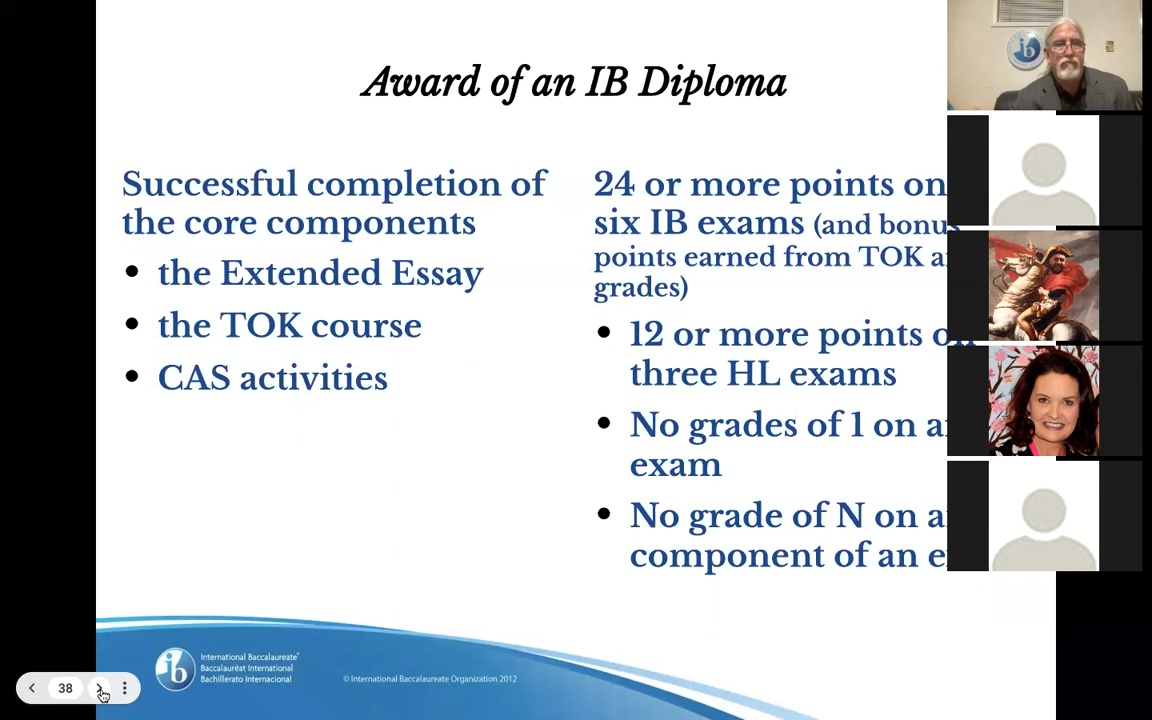 Award of an IB Diploma
Successful completion of
the core components
• the Extended Essay
• the TOK course
• CAS activities
24 or more points on
six IB exams (and bonus
points earned from TOK
grades)
• 12 or more points on
three HL exams
• No grades of 1 on
exam
• No grade of N on
component of an
ib
International Baccalaureate®
Baccalauréat International
Bachillerato Internacional
© International Baccalaureate Organization 2012
38
ib